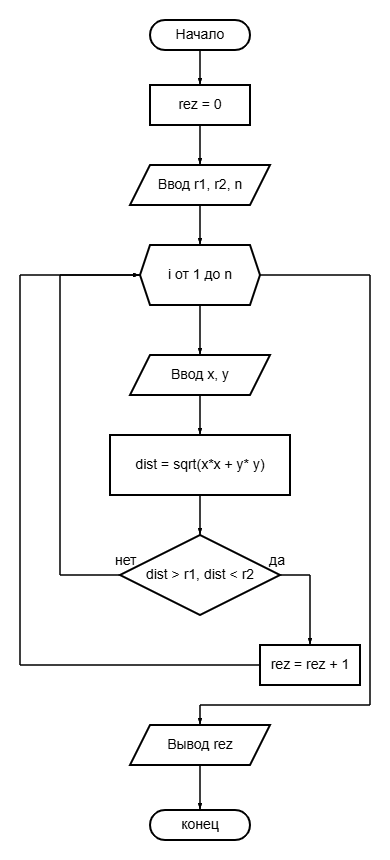 Начало
rez = 0
Ввод r1, r2, n
i от 1 до n
Ввод x, y
dist = sqrt(x*x + y* y)
нет
да
dist > r1, dist < r2
rez = rez + 1
Вывод rez
конец